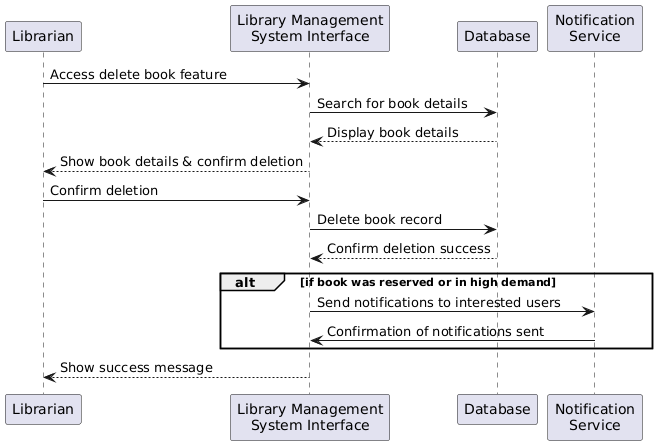 Librarian
Library Management
System Interface
Database
Notification
Service
Access delete book feature
Search for book details
Display book details
Show book details & confirm deletion
Confirm deletion
Delete book record
Confirm deletion success
alt
[if book was reserved or in high demand]
Send notifications to interested users
Confirmation of notifications sent
Show success message
Librarian
Library Management
System Interface
Database
Notification
Service